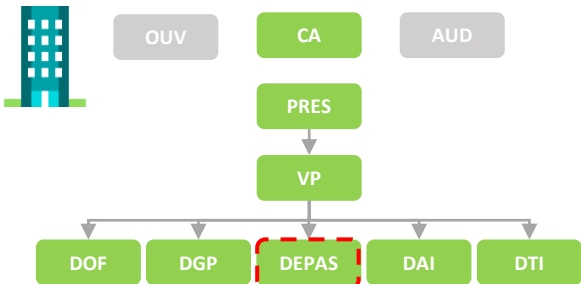 OUV CA AUD
PRES
VP
DOF DGP DEPAS DAI DTI